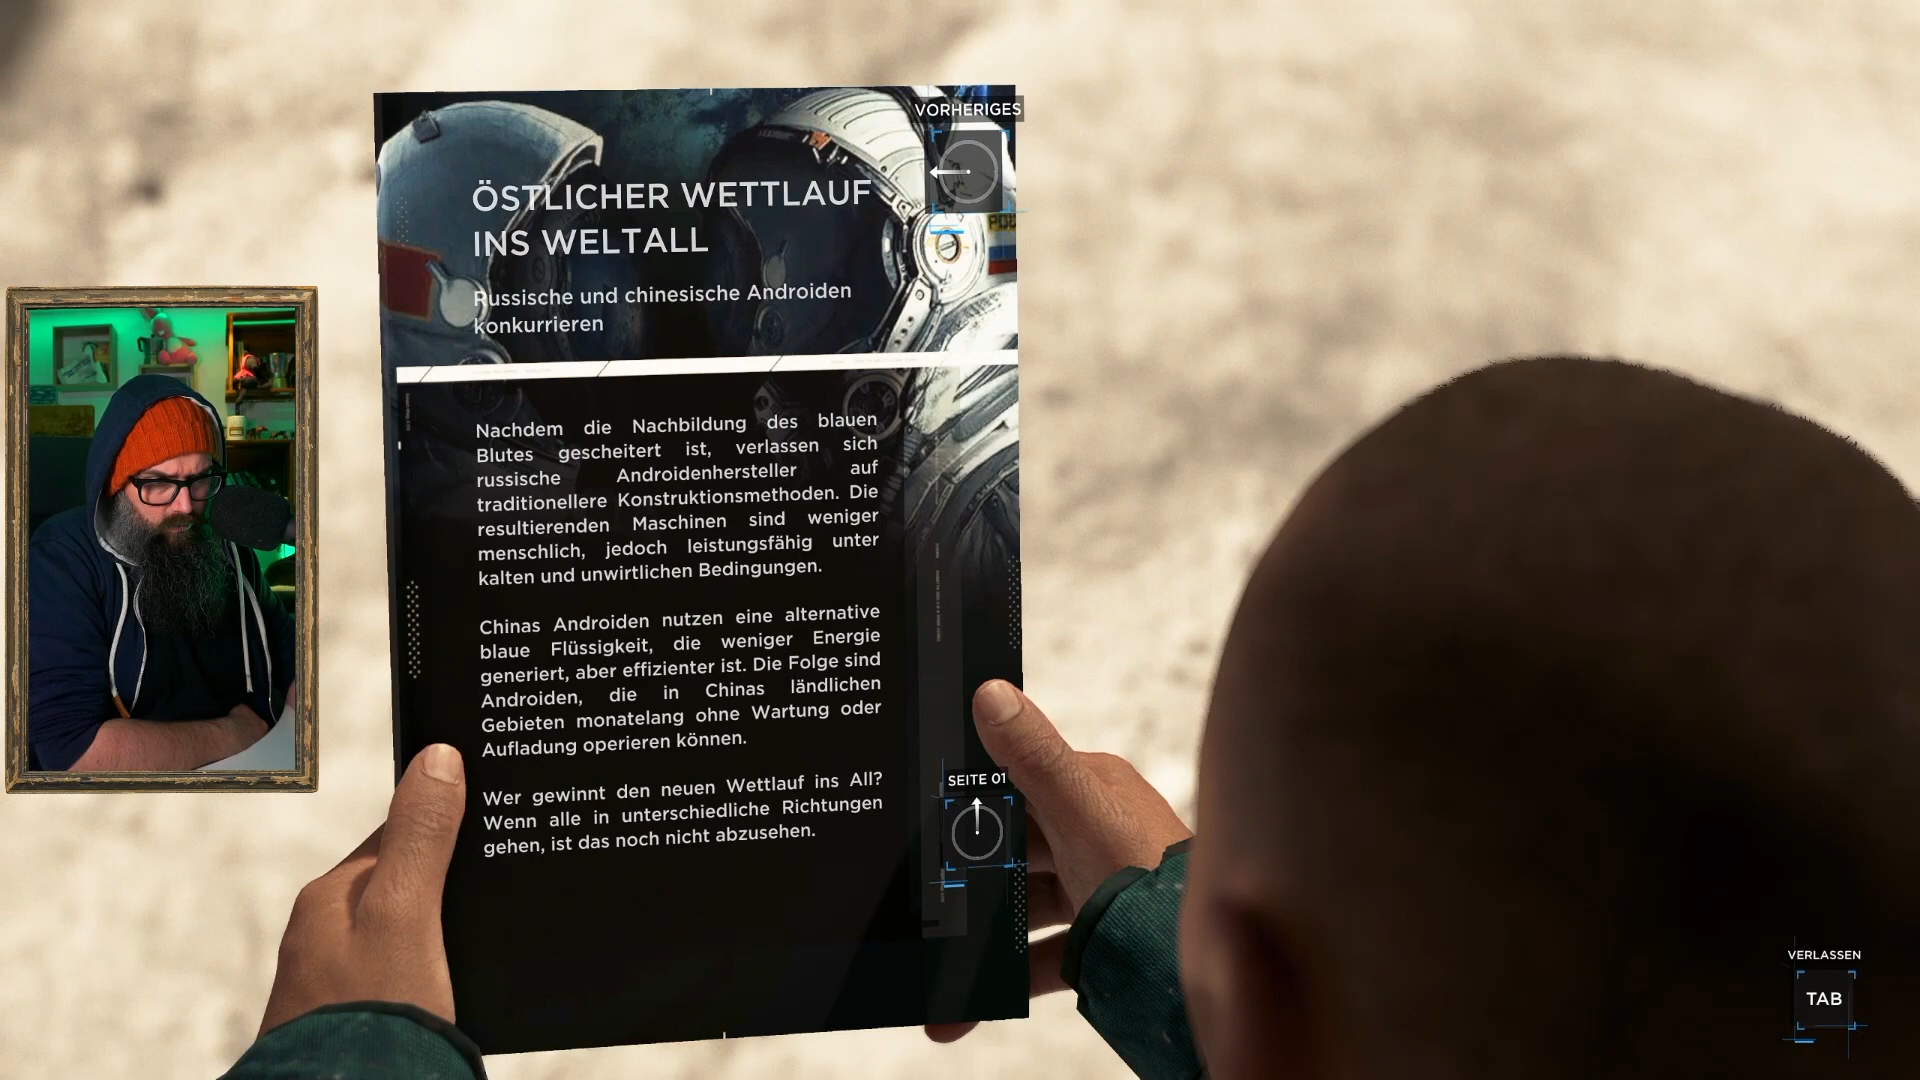 VORHERIGES
ÖSTLICHER WETTLAUF
INS WELTALL
Russische und chinesische Androiden
konkurrieren
Nachdem die Nachbildung des blauen
Blutes gescheitert ist, verlassen sich
russische Androidenhersteller auf
traditionellere Konstruktionsmethoden. Die
resultierenden Maschinen sind weniger
menschlich, jedoch leistungsfähig unter
kalten und unwirtlichen Bedingungen.
Chinas Androiden nutzen eine alternative
blaue Flüssigkeit, die weniger Energie
generiert, aber effizienter ist. Die Folge sind
Androiden, die in Chinas ländlichen
Gebieten monatelang ohne Wartung oder
Aufladung operieren können.
Wer gewinnt den neuen Wettlauf ins All?
Wenn alle in unterschiedliche Richtungen
gehen, ist das noch nicht abzusehen.
SEITE 01
VERLASSEN
TAB